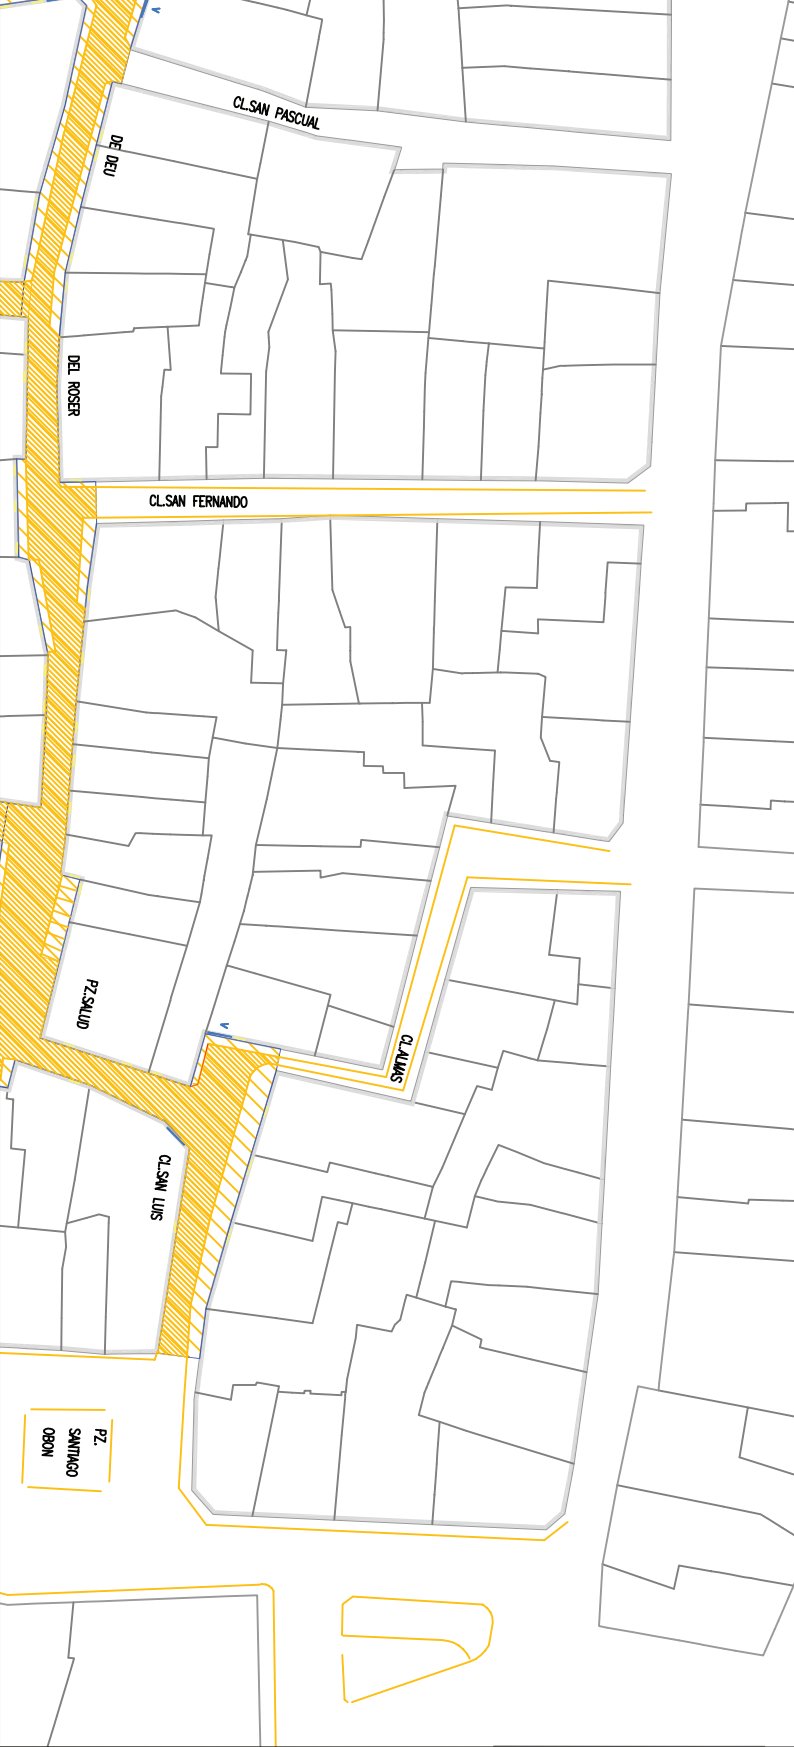 V
CL.SAN PASCUAL
DE DEU
DEL ROSER
CL.SAN FERNANDO
PZ.SALUD
V
CL.ALMAS
CL.SAN LUIS
PZ.
SANTIAGO
OBON